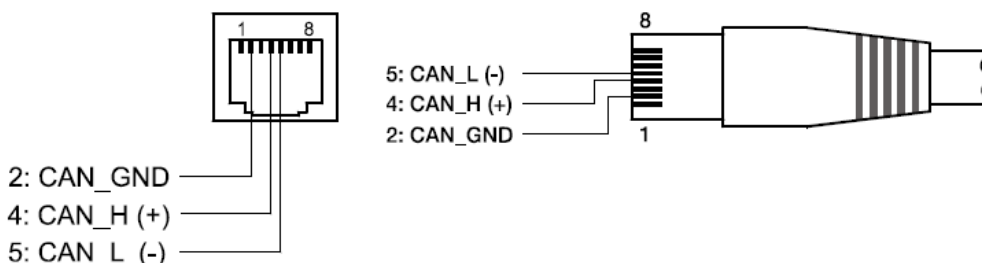 1 8
2: CAN_GND
4: CAN_H (+)
5: CAN_L (-)
8
5: CAN_L (-)
4: CAN_H (+)
2: CAN_GND
1